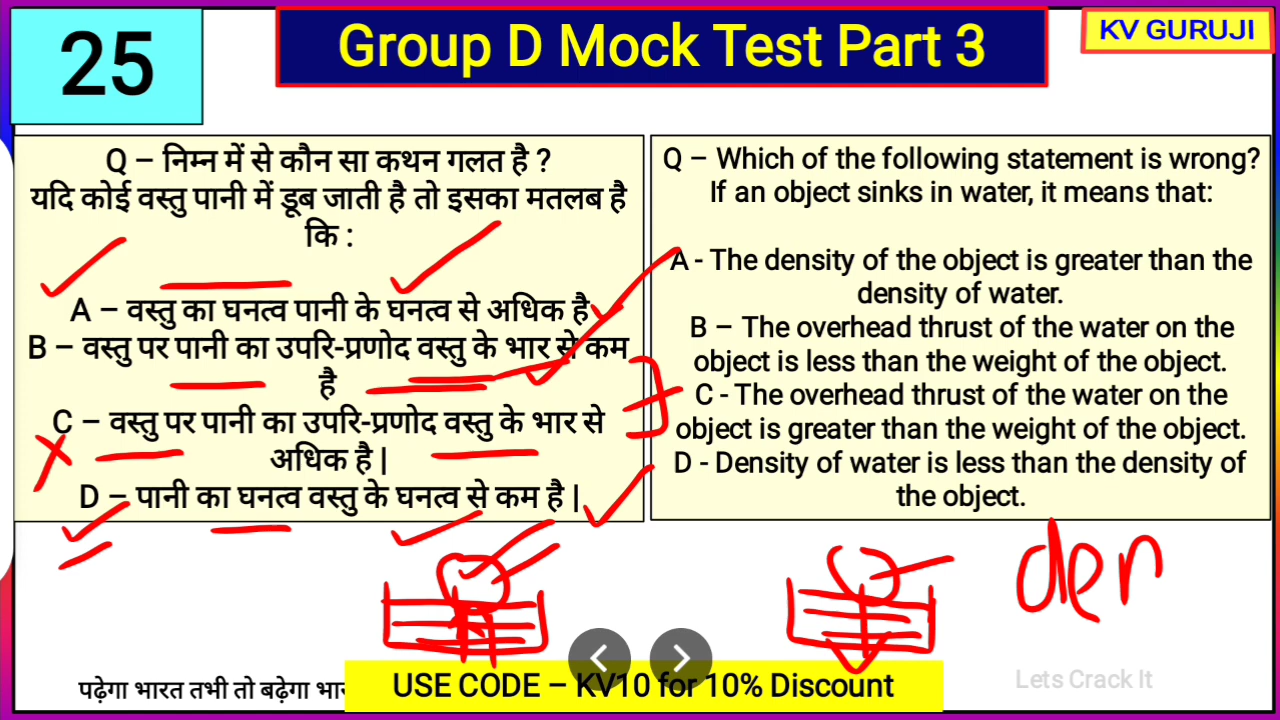 25
Group D Mock Test Part 3
KV GURUJI
Q – निम्न में से कौन सा कथन गलत है ?
यदि कोई वस्तु पानी में डूब जाती है तो इसका मतलब है
कि :
A – वस्तु का घनत्व पानी के घनत्व से अधिक है
B – वस्तु पर पानी का उपरि-प्रणोद वस्तु के भार से कम
है
C – वस्तु पर पानी का उपरि-प्रणोद वस्तु के भार से
अधिक है |
D – पानी का घनत्व वस्तु के घनत्व से कम है |
Q – Which of the following statement is wrong?
If an object sinks in water, it means that:
A - The density of the object is greater than the
density of water.
B – The overhead thrust of the water on the
object is less than the weight of the object.
C - The overhead thrust of the water on the
object is greater than the weight of the object.
D - Density of water is less than the density of
the object.
den
पढ़ेगा भारत तभी तो बढ़ेगा
USE CODE – KV10 for 10% Discount
Lets Crack It